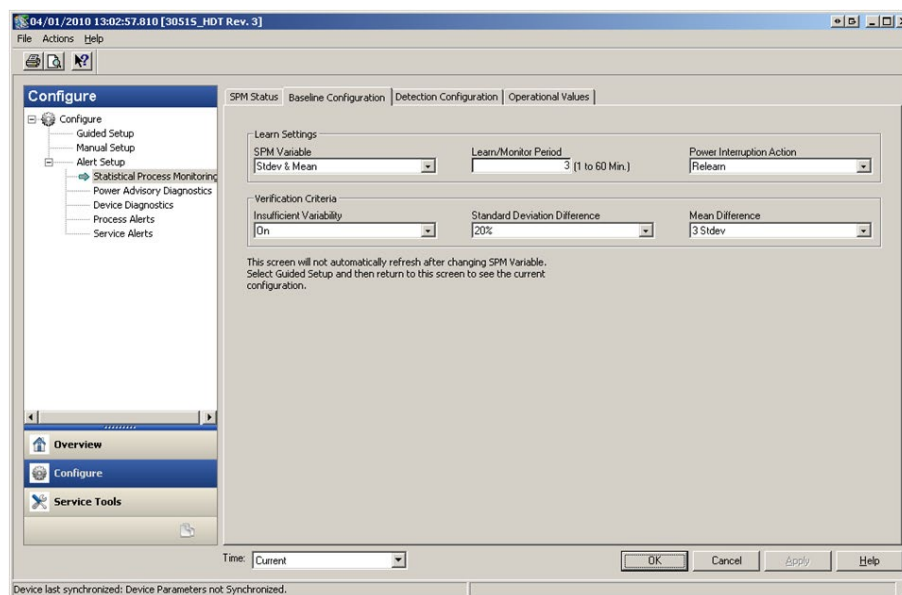 04/01/2010 13:02:57.810 [3051S_HDT Rev. 3]
File Actions Help
Configure
Configure
Guided Setup
Manual Setup
Alert Setup
Statistical Process Monitoring
Power Advisory Diagnostics
Device Diagnostics
Process Alerts
Service Alerts
Overview
Configure
Service Tools
SPM Status Baseline Configuration Detection Configuration Operational Values
Learn Settings
SPM Variable Learn/Monitor Period Power Interruption Action
Stdev & Mean 3 (1 to 60 Min.) Relearn
Verification Criteria
Insufficient Variability Standard Deviation Difference Mean Difference
On 20% 3 Stdev
This screen will not automatically refresh after changing SPM Variable.
Select Guided Setup and then return to this screen to see the current
configuration.
Time: Current OK Cancel Apply Help
Device last synchronized: Device Parameters not Synchronized.